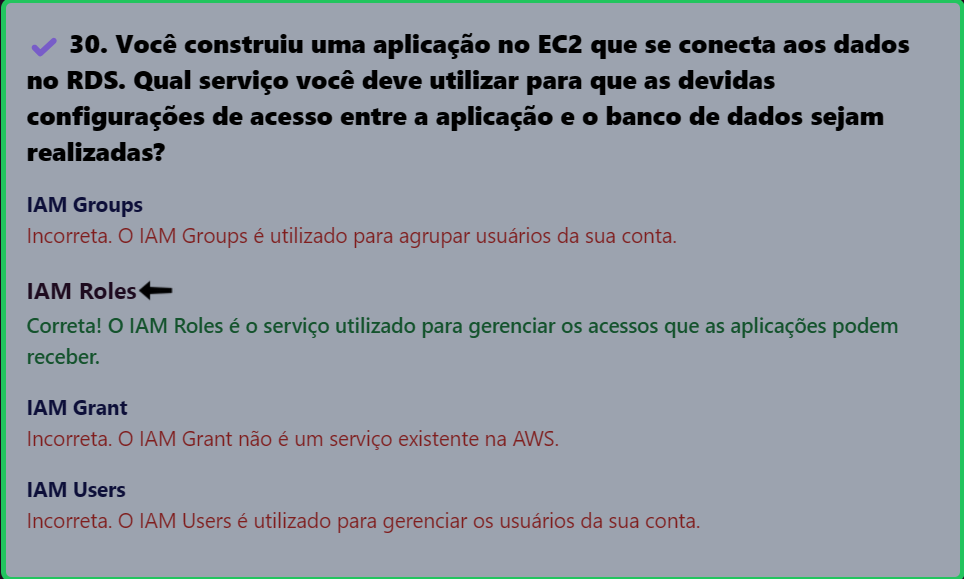 30. Você construiu uma aplicação no EC2 que se conecta aos dados
no RDS. Qual serviço você deve utilizar para que as devidas
configurações de acesso entre a aplicação e o banco de dados sejam
realizadas?
IAM Groups
Incorreta. O IAM Groups é utilizado para agrupar usuários da sua conta.
IAM Roles
Correta! O IAM Roles é o serviço utilizado para gerenciar os acessos que as aplicações podem
receber.
IAM Grant
Incorreta. O IAM Grant não é um serviço existente na AWS.
IAM Users
Incorreta. O IAM Users é utilizado para gerenciar os usuários da sua conta.